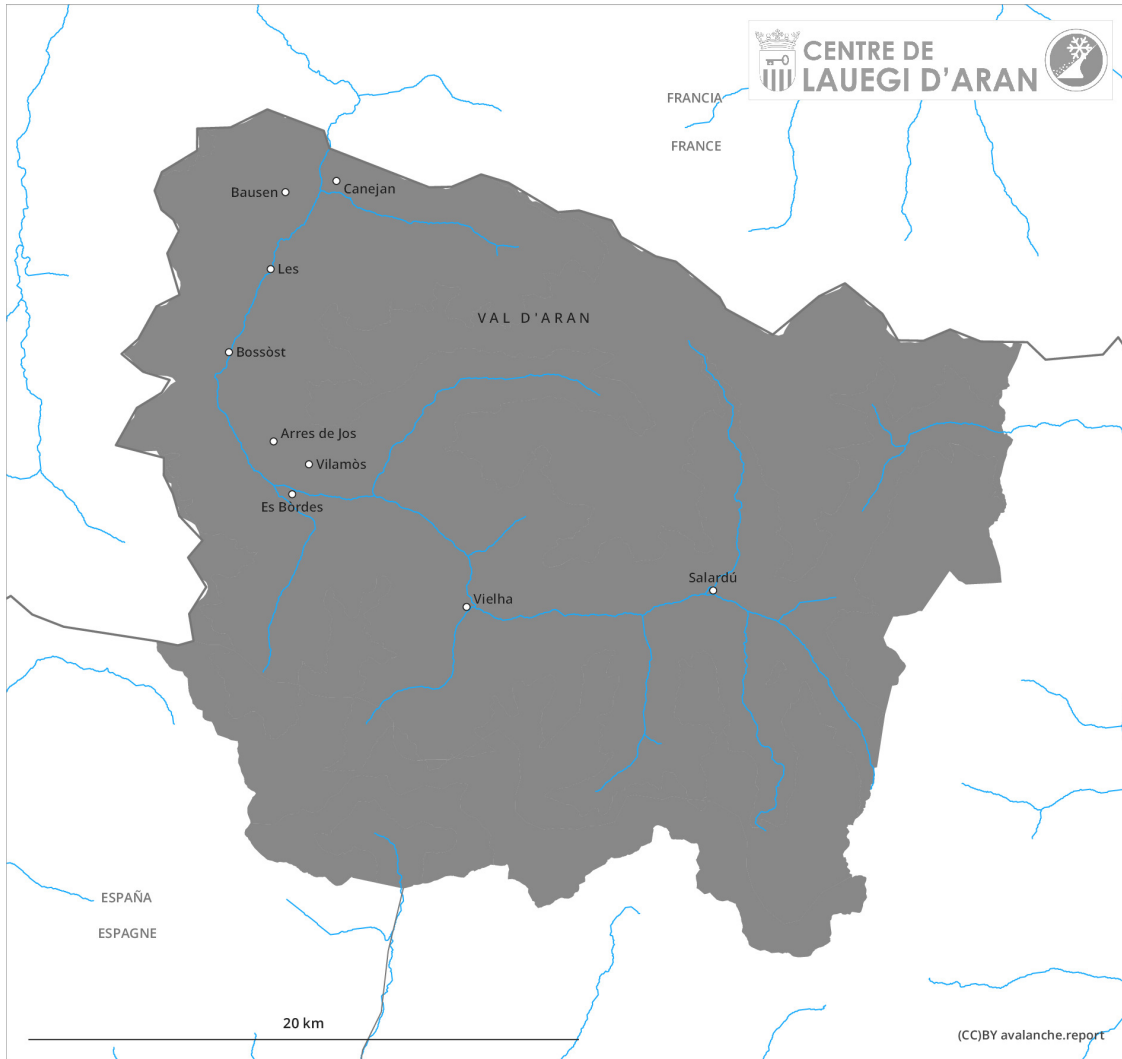 CENTRE DE
LAUEGI D'ARAN
FRANCIA
FRANCE
Bausen
Canejan
Les
VAL D'ARAN
Bossòst
Arres de Jos
Vilamòs
Es Bòrdes
Salardú
Vielha
ESPAÑA
ESPAGNE
20 km
(CC)BY avalanche.report